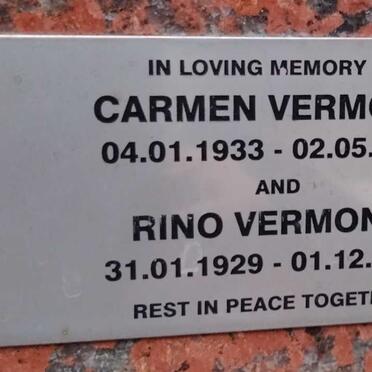 IN LOVING MEMORY
CARMEN VERMO
04.01.1933 - 02.05.
AND
RINO VERMON
31.01.1929 - 01.12.
REST IN PEACE TOGET